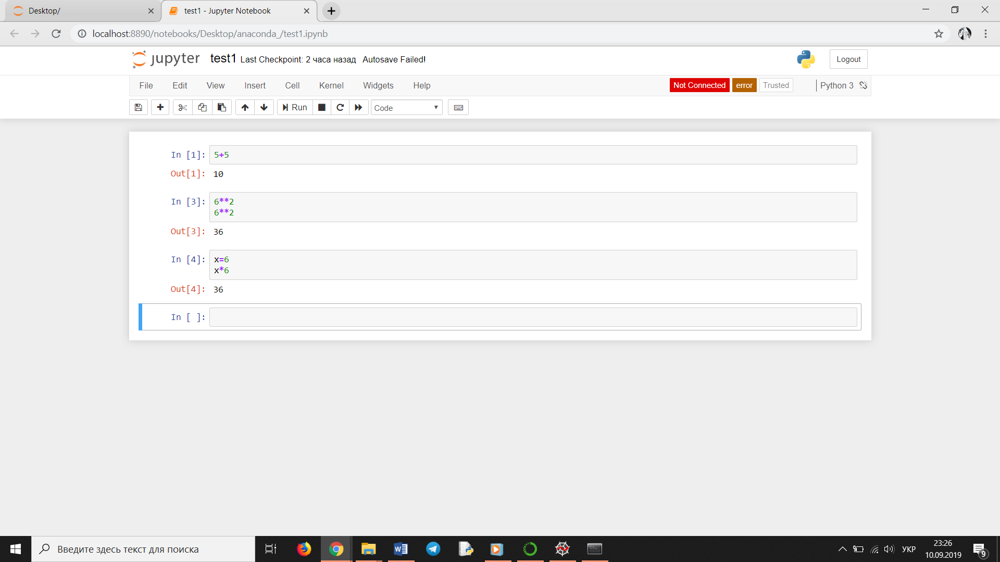 Desktop/
test1 - Jupyter Notebook
localhost:8890/notebooks/Desktop/anaconda_/test1.ipynb
jupyter test1 Last Checkpoint: 2 часа назад Autosave Failed! Logout
File Edit View Insert Cell Kernel Widgets Help Not Connected error Trusted Python 3
Run Code
In [1]: 5+5
Out[1]: 10
In [3]: 6**2
6**2
Out[3]: 36
In [4]: x=6
x*6
Out[4]: 36
In [ ]:
Введите здесь текст для поиска
УКР
23:26
10.09.2019
9